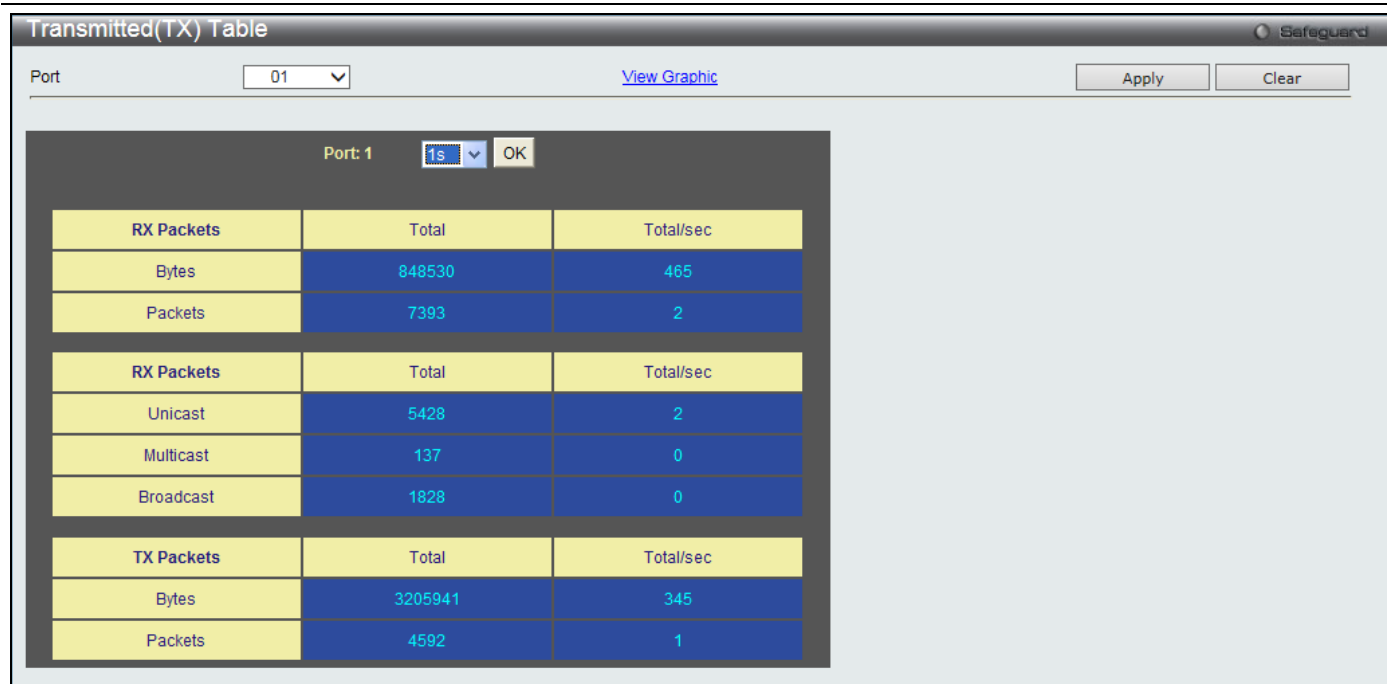 Transmitted(TX) Table
Safeguard
Port 01 View Graphic Apply Clear
Port: 1 1s OK
RX Packets Total Total/sec
Bytes 848530 465
Packets 7393 2
RX Packets Total Total/sec
Unicast 5428 2
Multicast 137 0
Broadcast 1828 0
TX Packets Total Total/sec
Bytes 3205941 345
Packets 4592 1